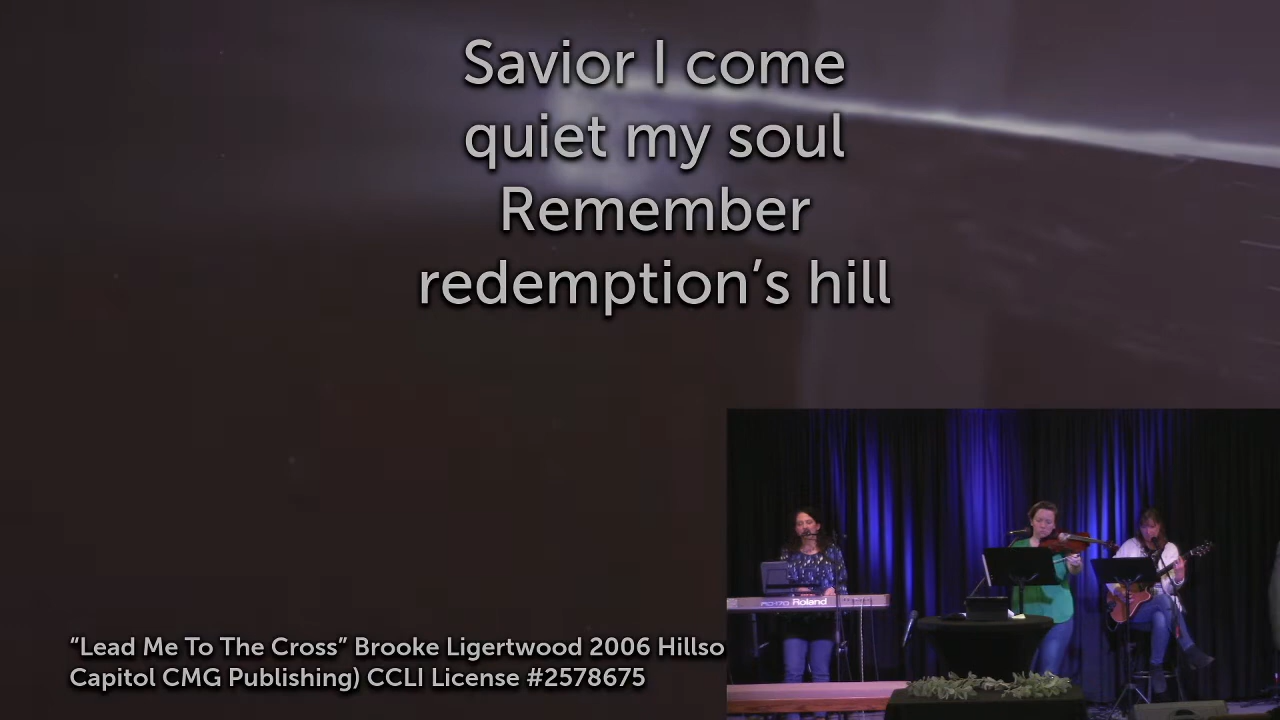 Savior I come
quiet my soul
Remember
redemption’s hill
“Lead Me To The Cross” Brooke Ligertwood 2006 Hillso
Capitol CMG Publishing) CCLI License #2578675
Roland